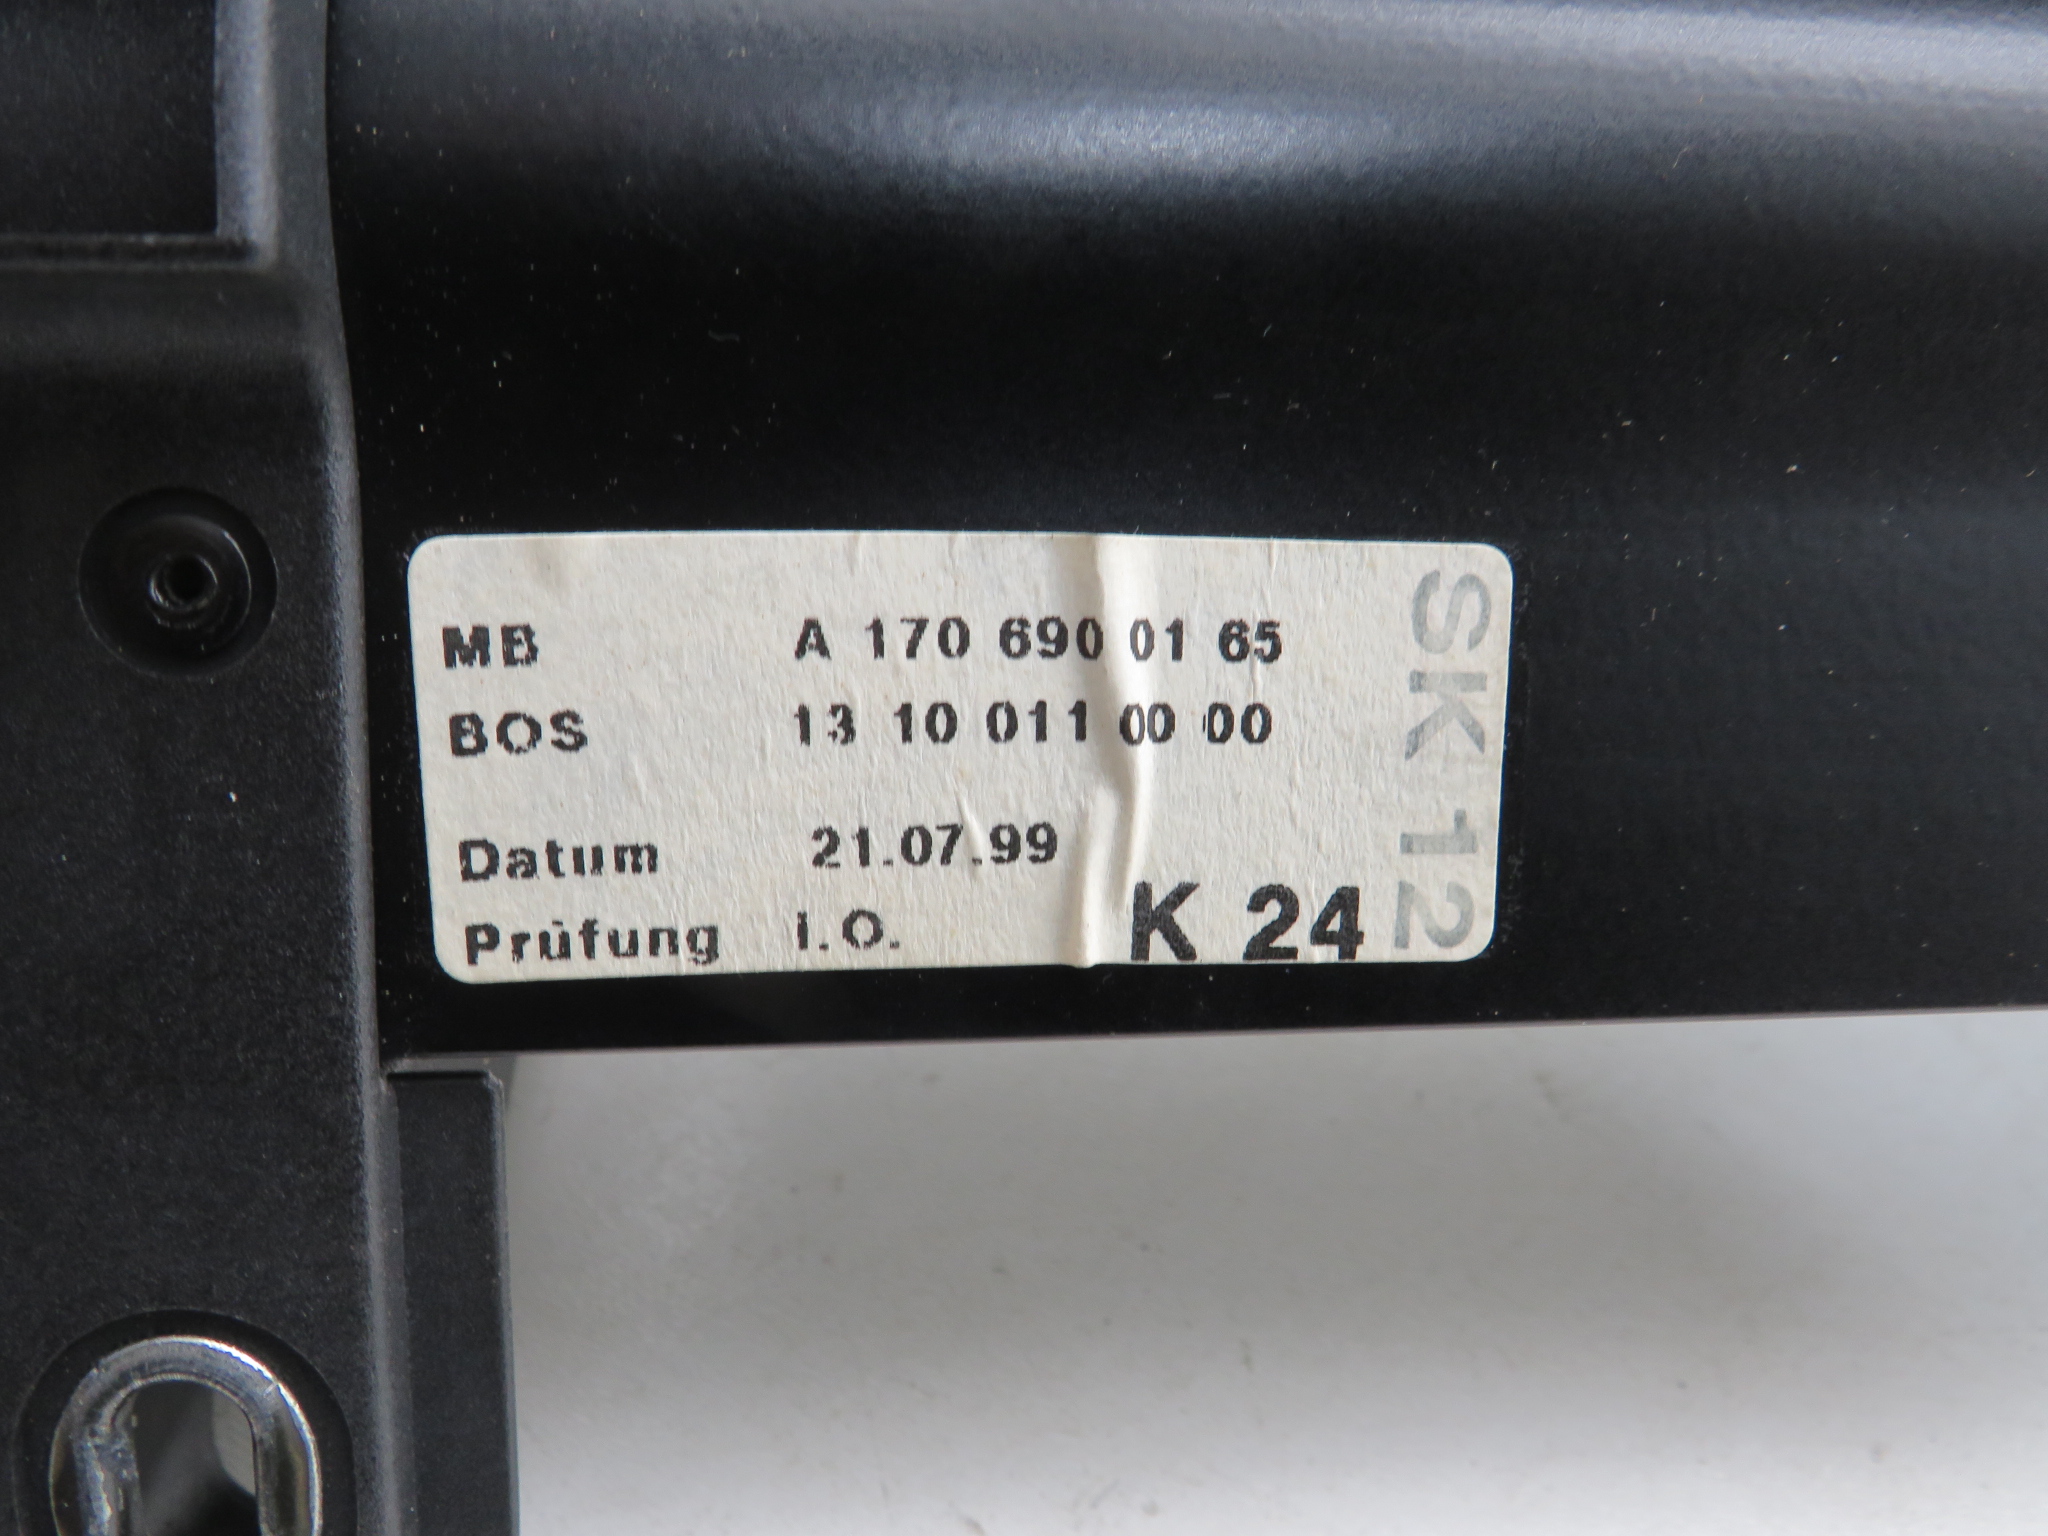 MB A 170 690 01 65
BOS 13 10 011 00 00
Datum 21.07.99
Prüfung I.O.
K 24
SK 12